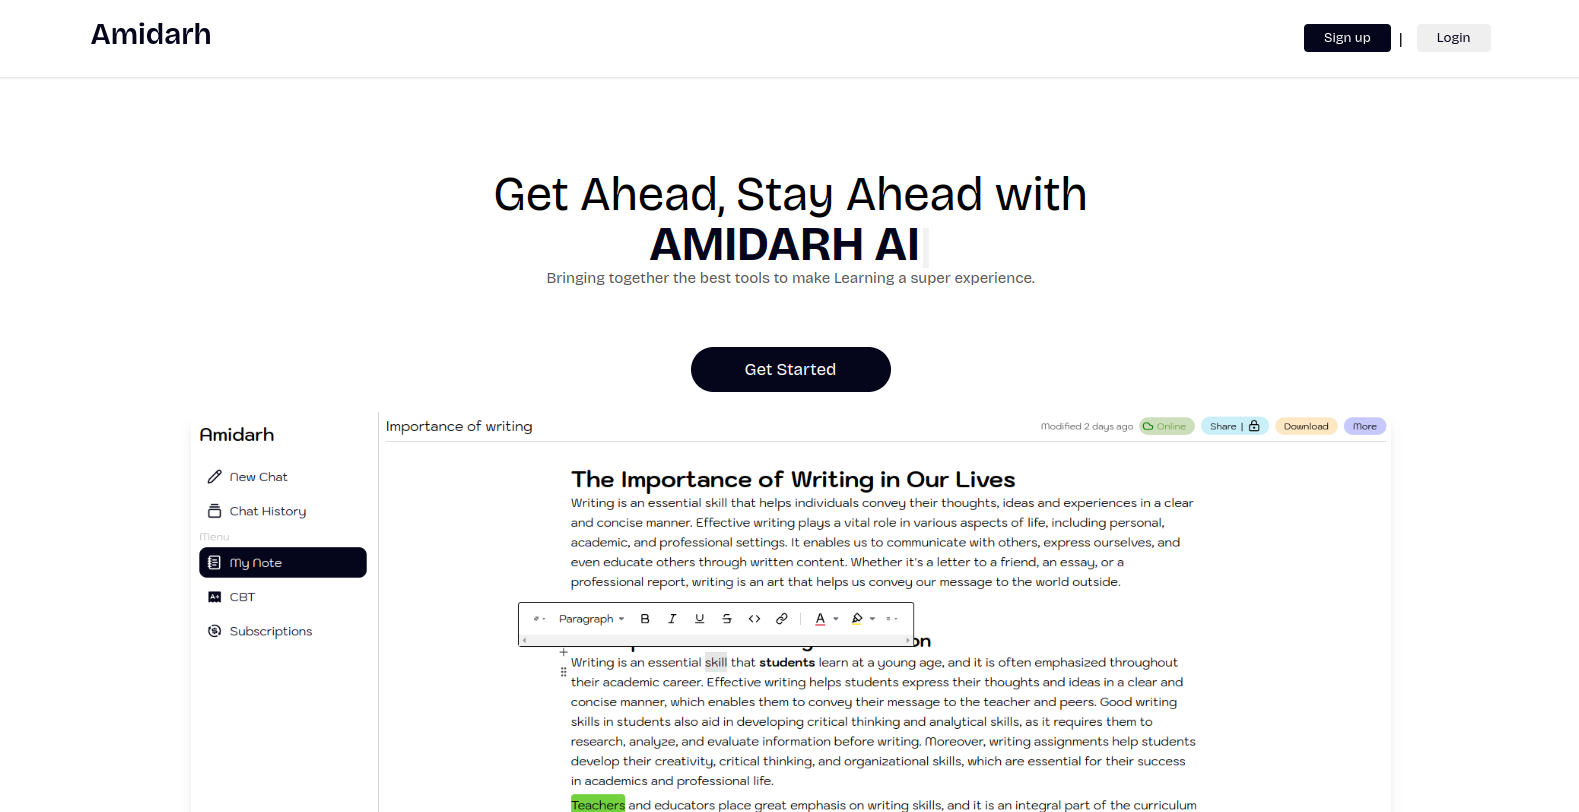 Amidarh
Sign up | Login
Get Ahead, Stay Ahead with
AMIDARH AI
Bringing together the best tools to make Learning a super experience.
Get Started
Amidarh
New Chat
Chat History
Menu
My Note
CBT
Subscriptions
Importance of writing
Modified 2 days ago Online Share | Download More
The Importance of Writing in Our Lives
Writing is an essential skill that helps individuals convey their thoughts, ideas and experiences in a clear
and concise manner. Effective writing plays a vital role in various aspects of life, including personal,
academic, and professional settings. It enables us to communicate with others, express ourselves, and
even educate others through written content. Whether it's a letter to a friend, an essay, or a
professional report, writing is an art that helps us convey our message to the world outside.
Paragraph B I U S <> A
on
Writing is an essential skill that students learn at a young age, and it is often emphasized throughout
their academic career. Effective writing helps students express their thoughts and ideas in a clear and
concise manner, which enables them to convey their message to the teacher and peers. Good writing
skills in students also aid in developing critical thinking and analytical skills, as it requires them to
research, analyze, and evaluate information before writing. Moreover, writing assignments help students
develop their creativity, critical thinking, and organizational skills, which are essential for their success
in academics and professional life.
Teachers and educators place great emphasis on writing skills, and it is an integral part of the curriculum